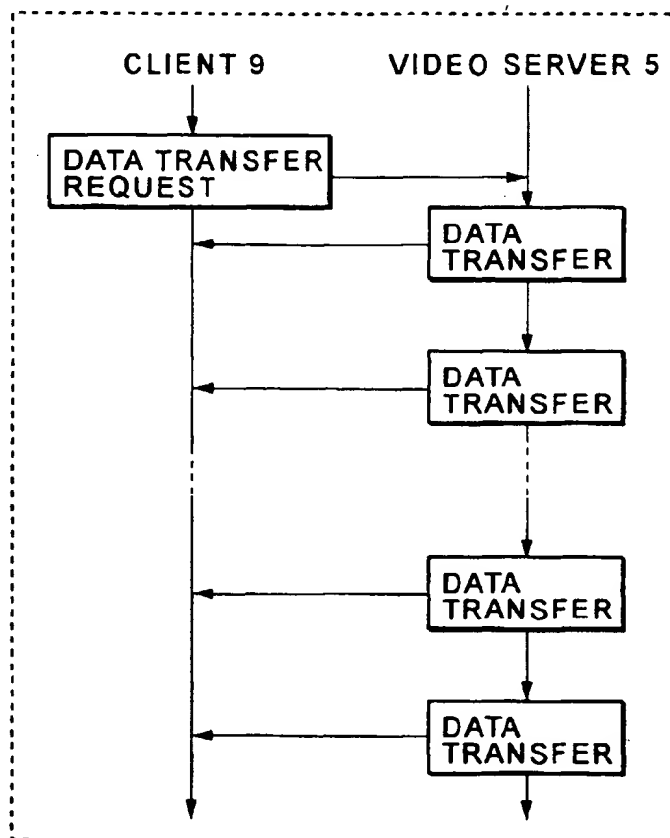 CLIENT 9 VIDEO SERVER 5
DATA TRANSFER
REQUEST
DATA
TRANSFER
DATA
TRANSFER
DATA
TRANSFER
DATA
TRANSFER